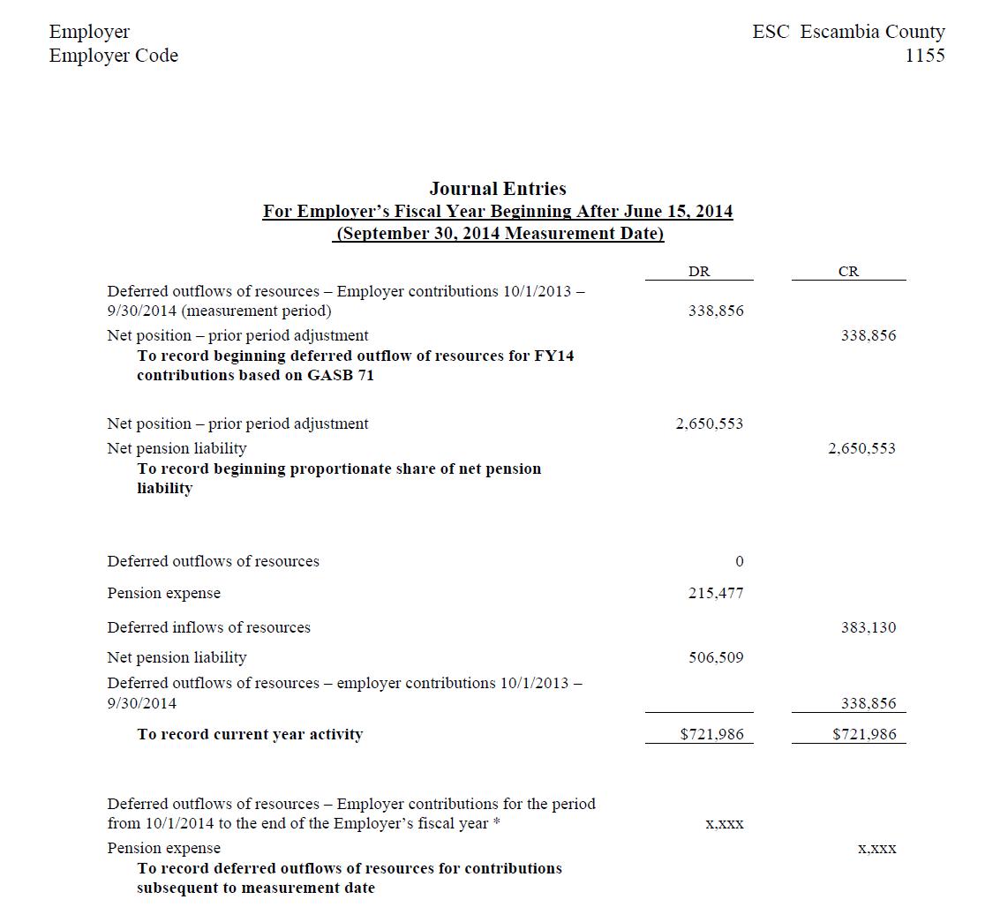 Employer ESC Escambia County
Employer Code 1155
Journal Entries
For Employer's Fiscal Year Beginning After June 15, 2014
(September 30, 2014 Measurement Date)
DR CR
Deferred outflows of resources – Employer contributions 10/1/2013 –
9/30/2014 (measurement period) 338,856
Net position – prior period adjustment 338,856
To record beginning deferred outflow of resources for FY14
contributions based on GASB 71
Net position – prior period adjustment 2,650,553
Net pension liability 2,650,553
To record beginning proportionate share of net pension
liability
Deferred outflows of resources 0
Pension expense 215,477
Deferred inflows of resources 383,130
Net pension liability 506,509
Deferred outflows of resources – employer contributions 10/1/2013 –
9/30/2014 338,856
To record current year activity $721,986 $721,986
Deferred outflows of resources – Employer contributions for the period
from 10/1/2014 to the end of the Employer's fiscal year * x,xxx
Pension expense x,xxx
To record deferred outflows of resources for contributions
subsequent to measurement date